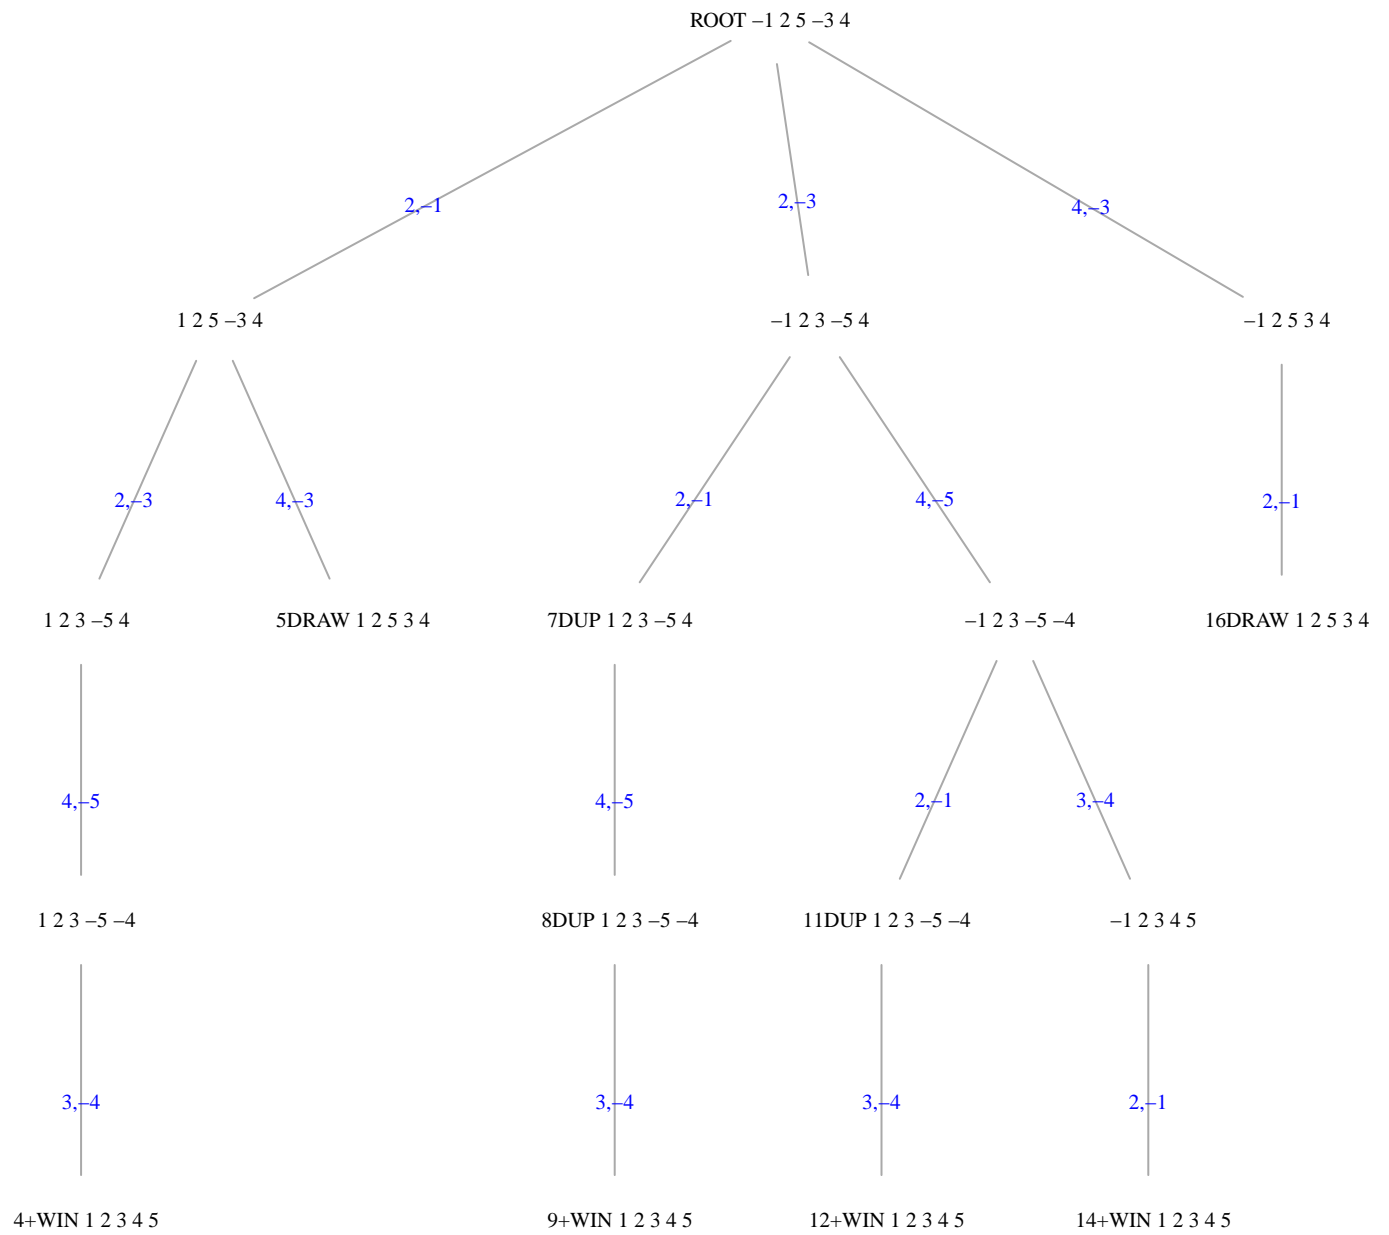 ROOT –1 2 5 –3 4
2,–1
2,–3
4,–3
1 2 5 –3 4
–1 2 3 –5 4
–1 2 5 3 4
2,–3
4,–3
2,–1
4,–5
2,–1
1 2 3 –5 4
5DRAW 1 2 5 3 4
7DUP 1 2 3 –5 4
–1 2 3 –5 –4
16DRAW 1 2 5 3 4
4,–5
4,–5
2,–1
3,–4
1 2 3 –5 –4
8DUP 1 2 3 –5 –4
11DUP 1 2 3 –5 –4
–1 2 3 4 5
3,–4
3,–4
3,–4
2,–1
4+WIN 1 2 3 4 5
9+WIN 1 2 3 4 5
12+WIN 1 2 3 4 5
14+WIN 1 2 3 4 5